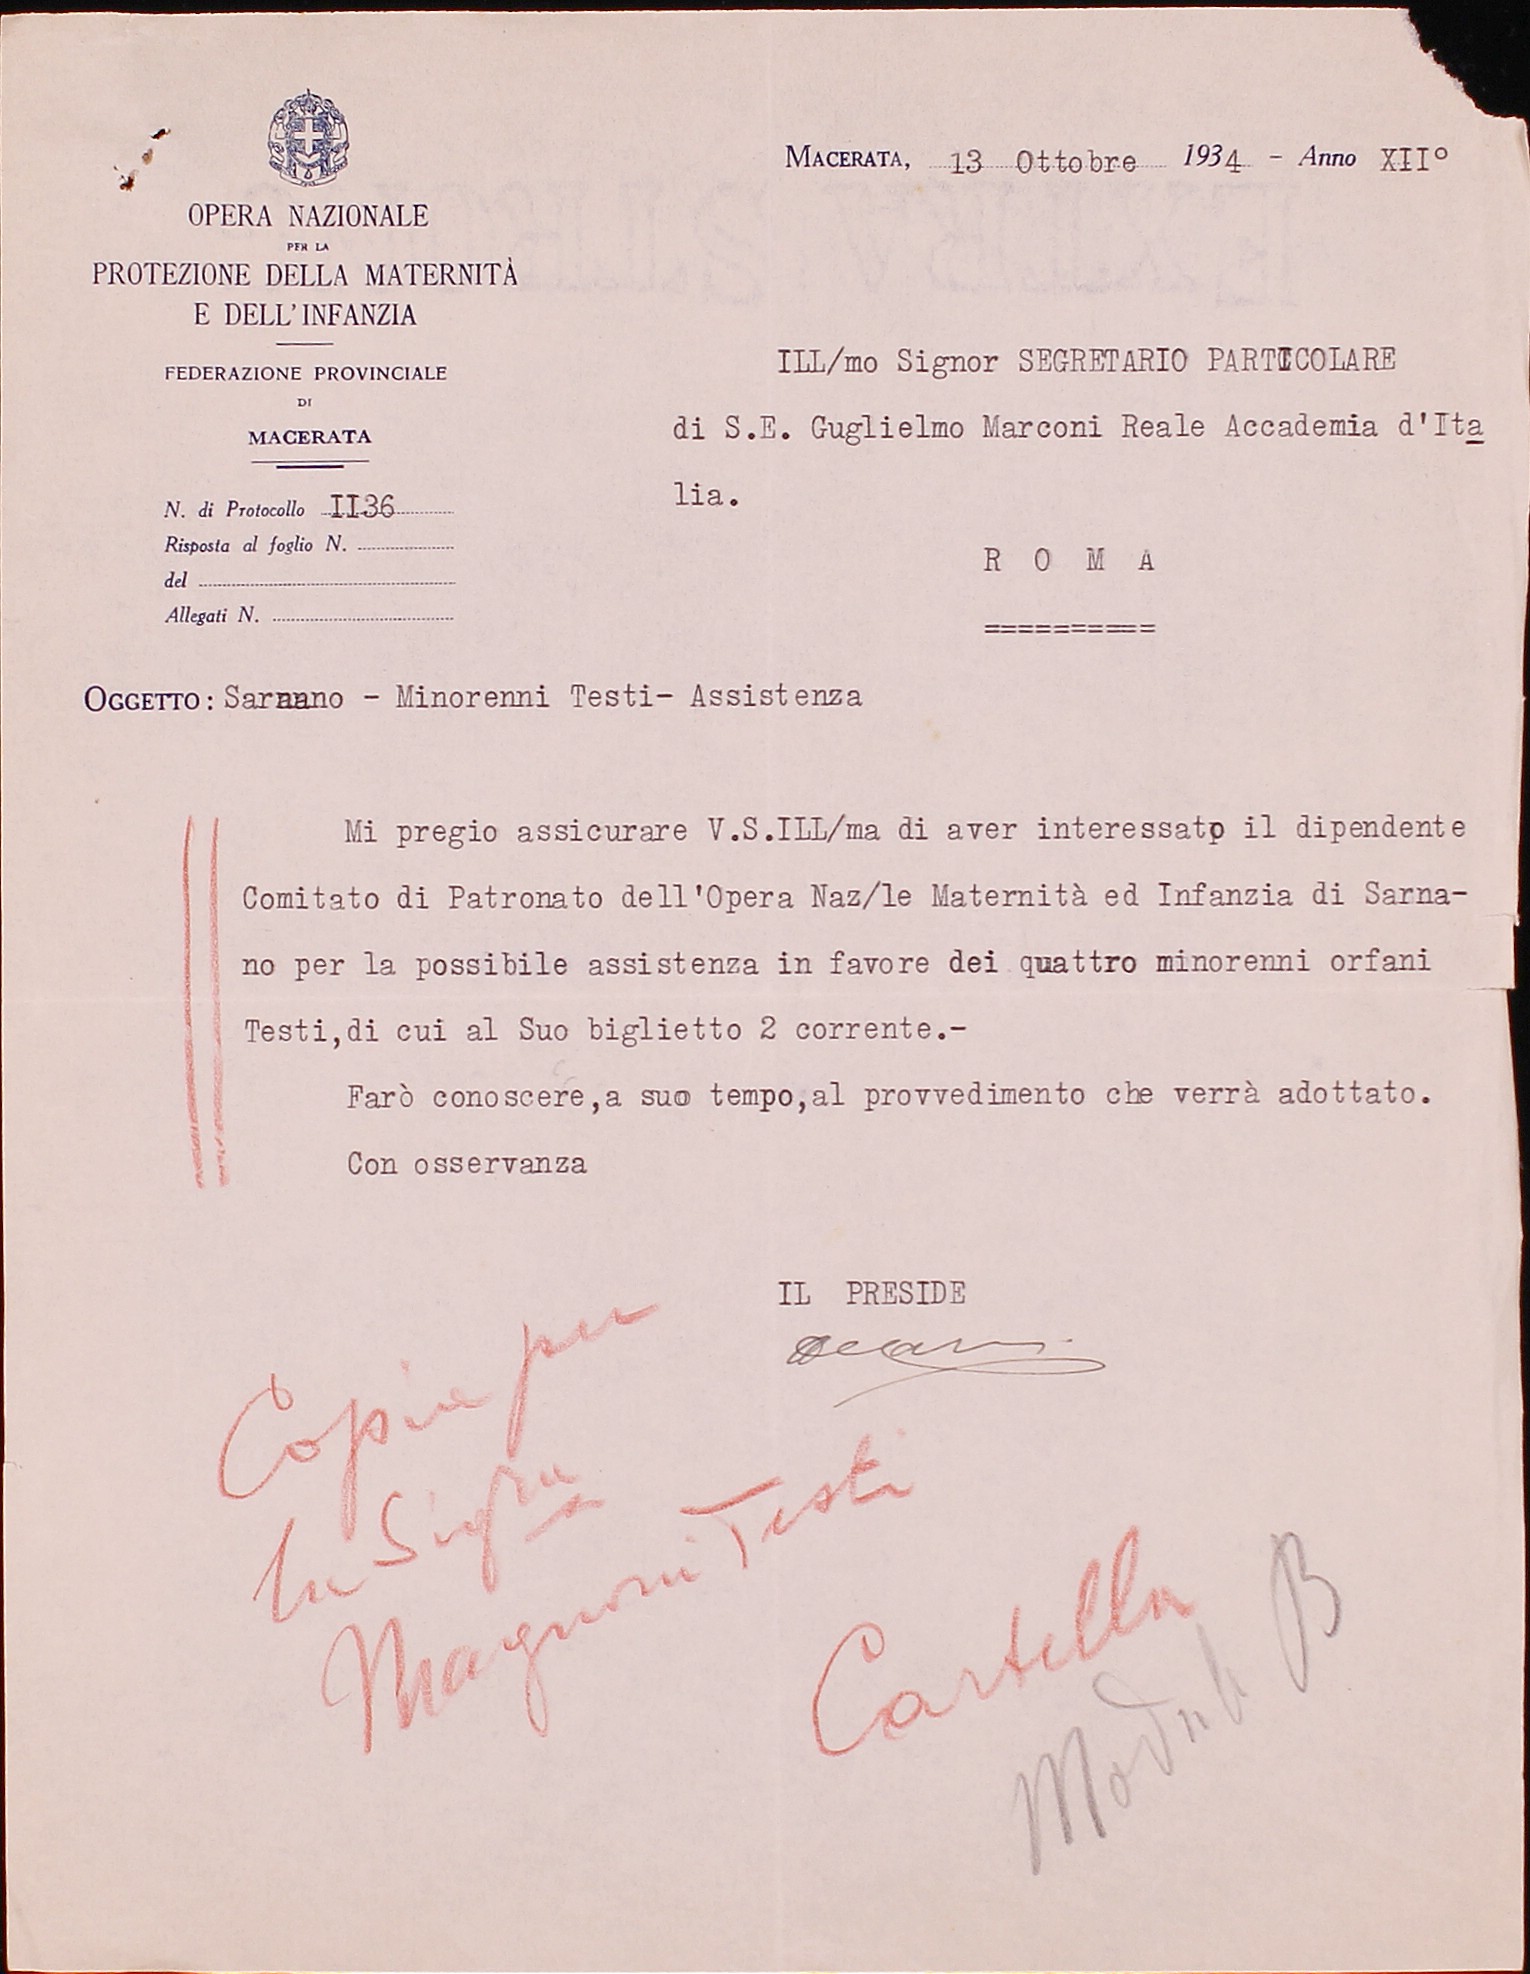 OPERA NAZIONALE
PER LA
PROTEZIONE DELLA MATERNITÀ
E DELL'INFANZIA
FEDERAZIONE PROVINCIALE
DI
MACERATA
N. di Protocollo II36
Risposta al foglio N.
del
Allegati N.
MACERATA, 13 Ottobre 1934 - Anno XII°
ILL/mo Signor SEGRETARIO PARTICOLARE
di S.E. Guglielmo Marconi Reale Accademia d'Ita
lia.
R O M A
==========
OGGETTO: Sarnano - Minorenni Testi- Assistenza
Mi pregio assicurare V.S.ILL/ma di aver interessato il dipendente
Comitato di Patronato dell'Opera Naz/le Maternità ed Infanzia di Sarna-
no per la possibile assistenza in favore dei quattro minorenni orfani
Testi,di cui al Suo biglietto 2 corrente.-
Farò conoscere,a suo tempo,al provvedimento che verrà adottato.
Con osservanza
IL PRESIDE
Copia per
la Sigra
Magnoni Testi
Cartella
Modulo B